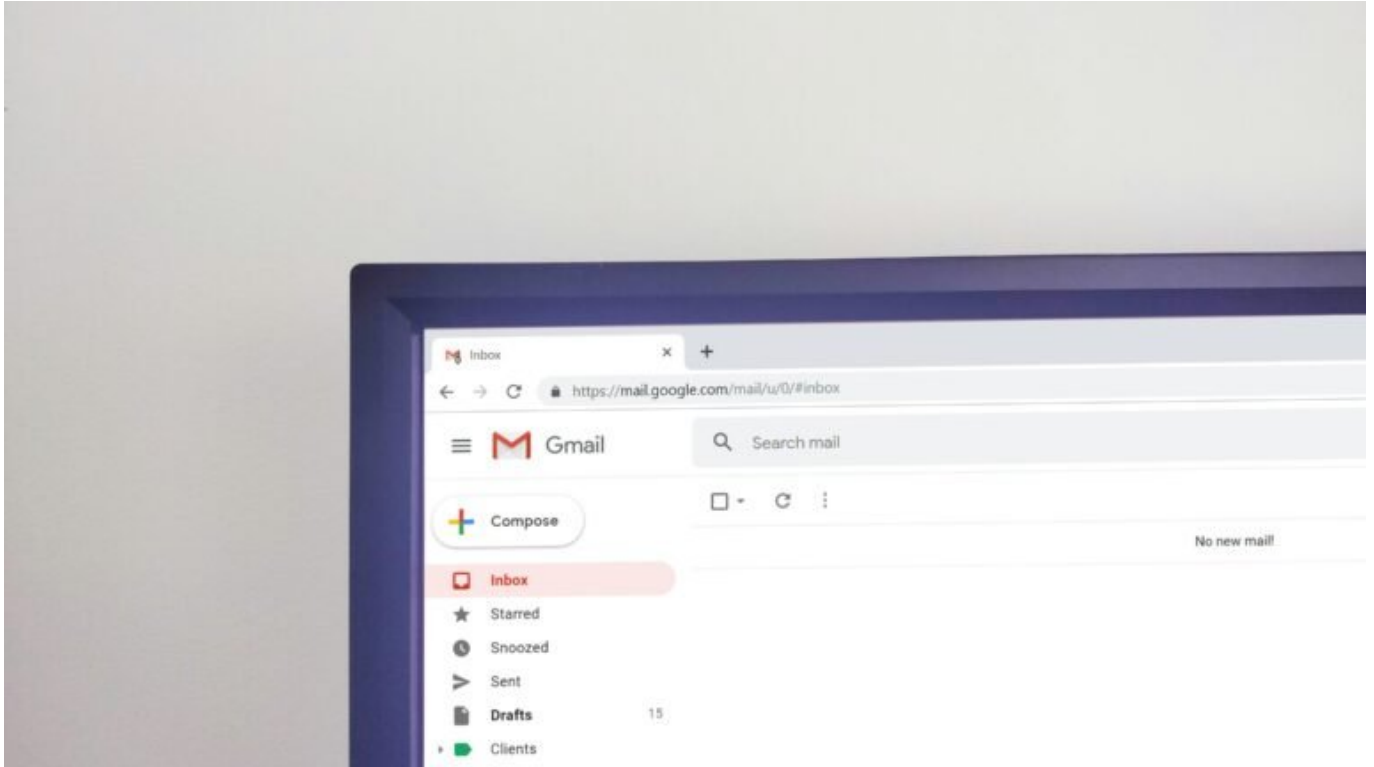 Inbox
https://mail.google.com/mail/u/0/#inbox
Gmail
Search mail
Compose
No new mail!
Inbox
Starred
Snoozed
Sent
Drafts 15
Clients